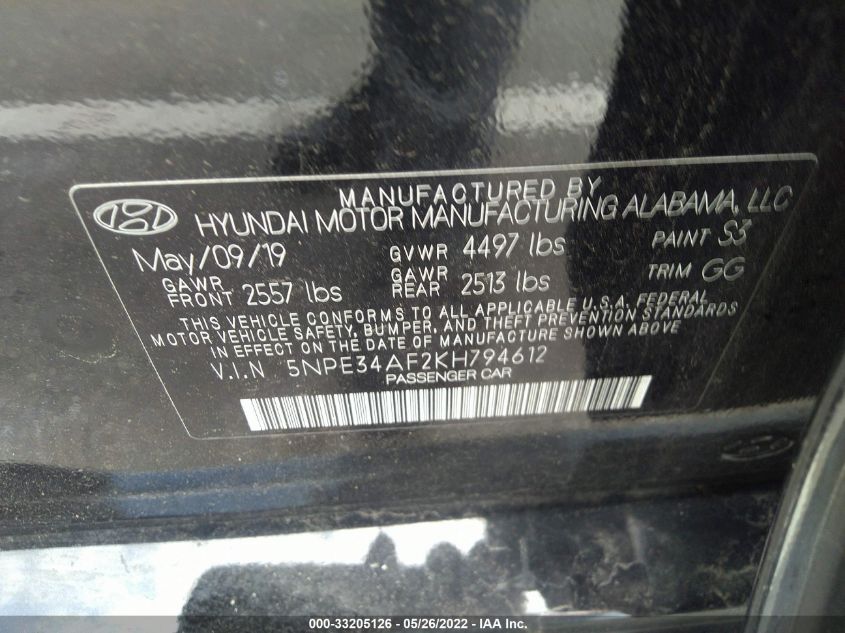 MANUFACTURED BY
HYUNDAI MOTOR MANUFACTURING ALABAMA, LLC
May/09/19 GVWR 4497 lbs PAINT S3
GAWR FRONT 2557 lbs GAWR REAR 2513 lbs TRIM GG
THIS VEHICLE CONFORMS TO ALL APPLICABLE U.S.A. FEDERAL
MOTOR VEHICLE SAFETY, BUMPER, AND THEFT PREVENTION STANDARDS
IN EFFECT ON THE DATE OF MANUFACTURE SHOWN ABOVE
V.I.N 5NPE34AF2KH794612
PASSENGER CAR
000-33205126 - 05/26/2022 - IAA Inc.